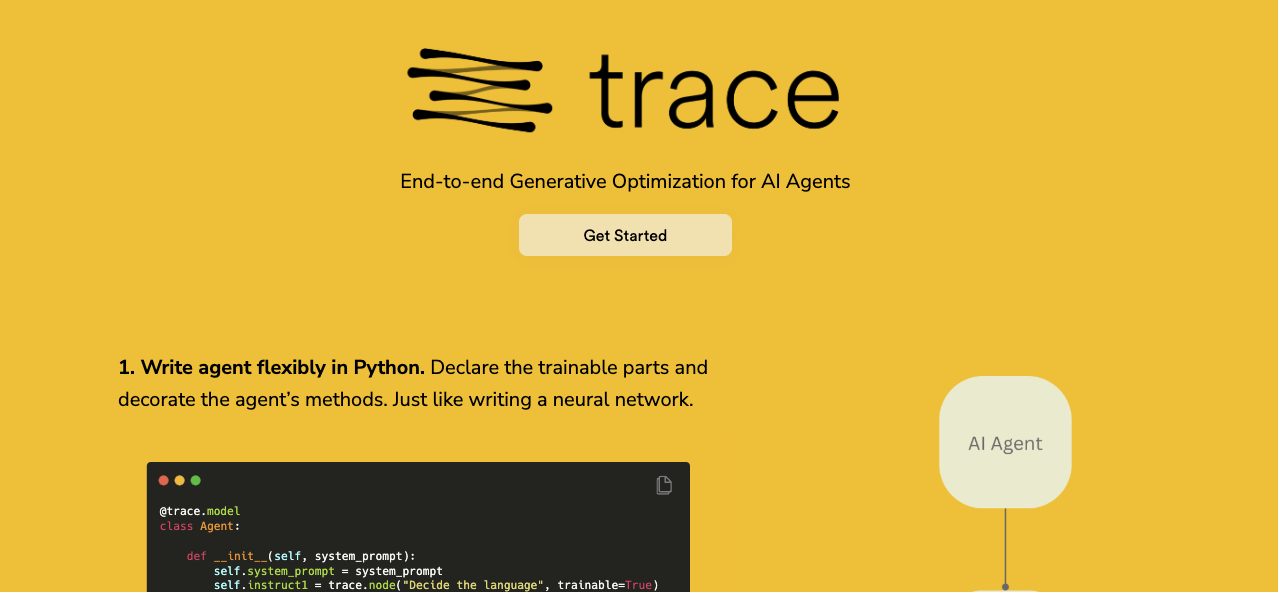 trace
End-to-end Generative Optimization for AI Agents
Get Started
1. Write agent flexibly in Python. Declare the trainable parts and
decorate the agent’s methods. Just like writing a neural network.
AI Agent
@trace.model
class Agent:
    def __init__(self, system_prompt):
        self.system_prompt = system_prompt
        self.instruct1 = trace.node("Decide the language", trainable=True)